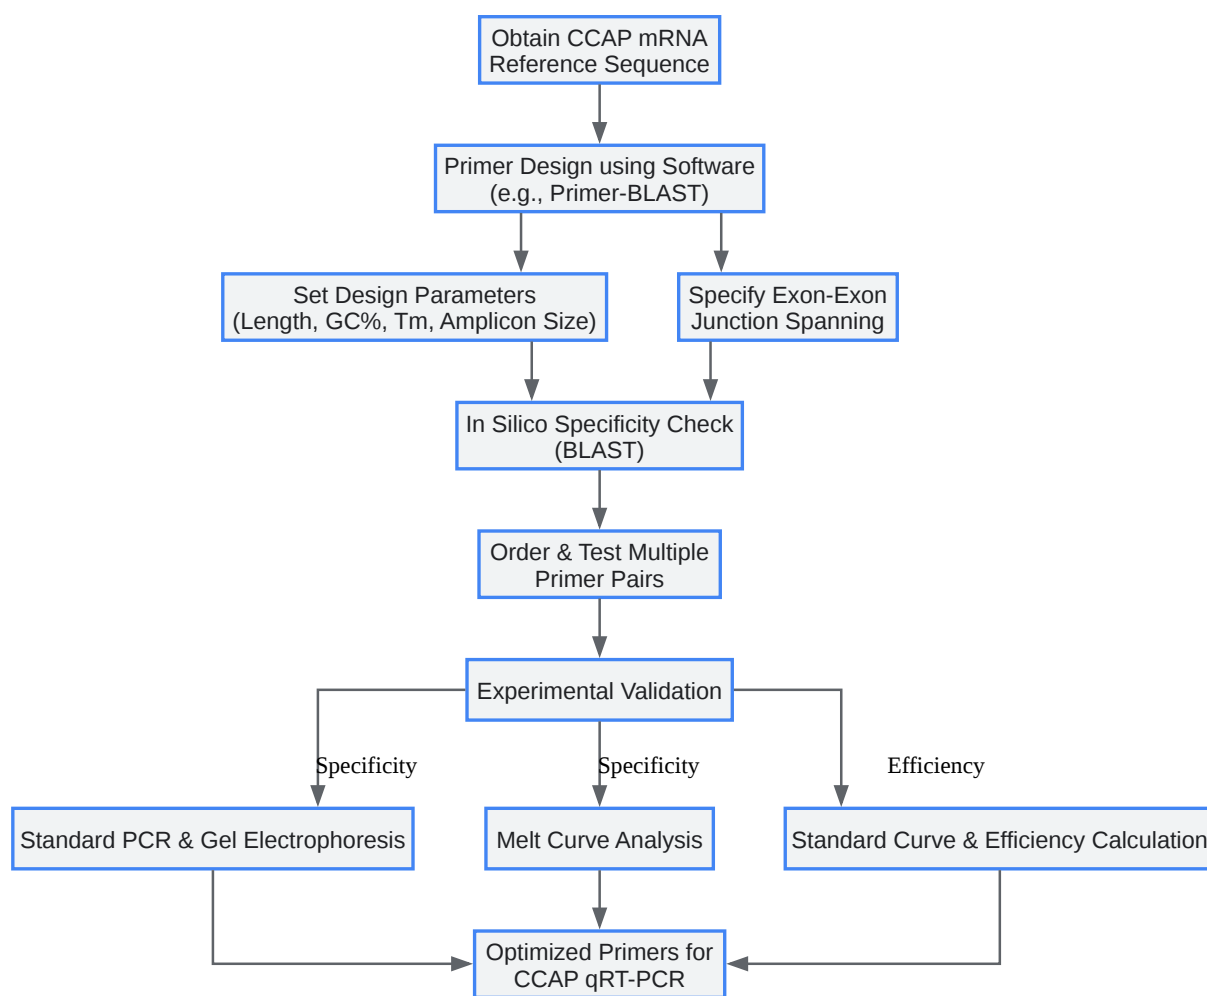 Obtain CCAP mRNA
Reference Sequence
Primer Design using Software
(e.g., Primer-BLAST)
Set Design Parameters
(Length, GC%, Tm, Amplicon Size)
Specify Exon-Exon
Junction Spanning
In Silico Specificity Check
(BLAST)
Order & Test Multiple
Primer Pairs
Experimental Validation
Specificity
Specificity
Efficiency
Standard PCR & Gel Electrophoresis
Melt Curve Analysis
Standard Curve & Efficiency Calculation
Optimized Primers for
CCAP qRT-PCR